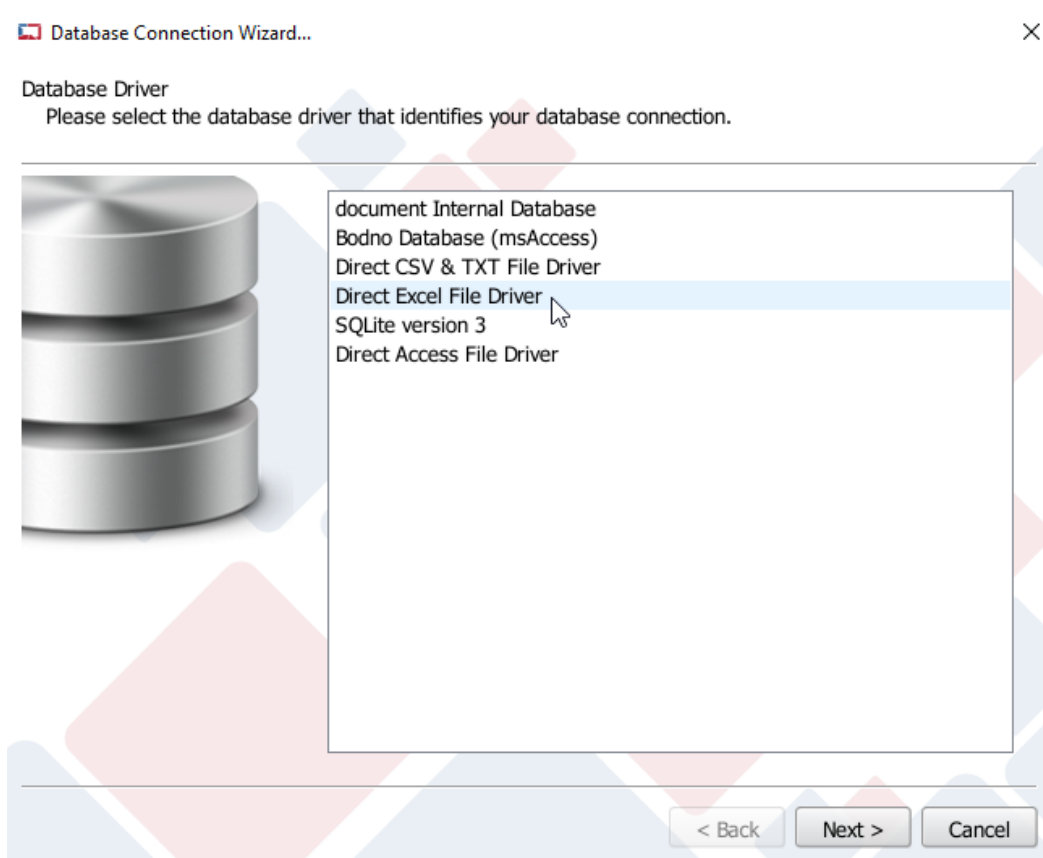 Database Connection Wizard...
Database Driver
Please select the database driver that identifies your database connection.
document Internal Database
Bodno Database (msAccess)
Direct CSV & TXT File Driver
Direct Excel File Driver
SQLite version 3
Direct Access File Driver
< Back Next > Cancel